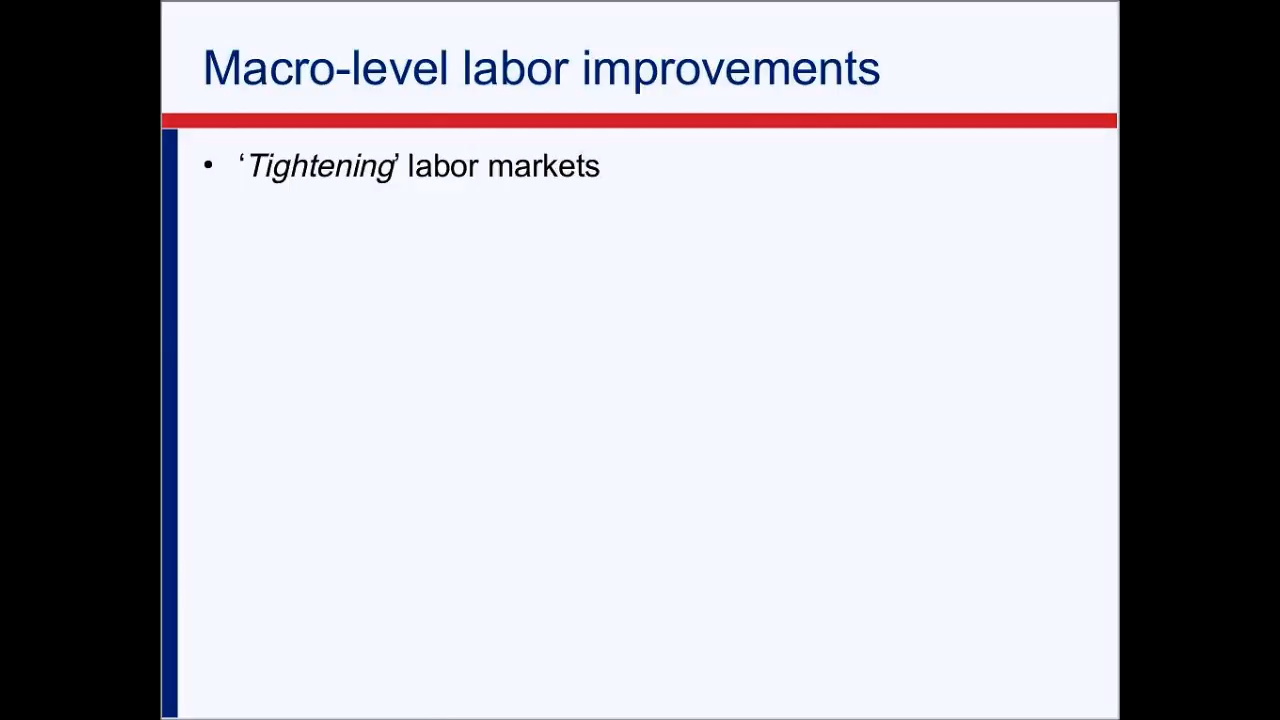 Macro-level labor improvements
• ‘Tightening’ labor markets